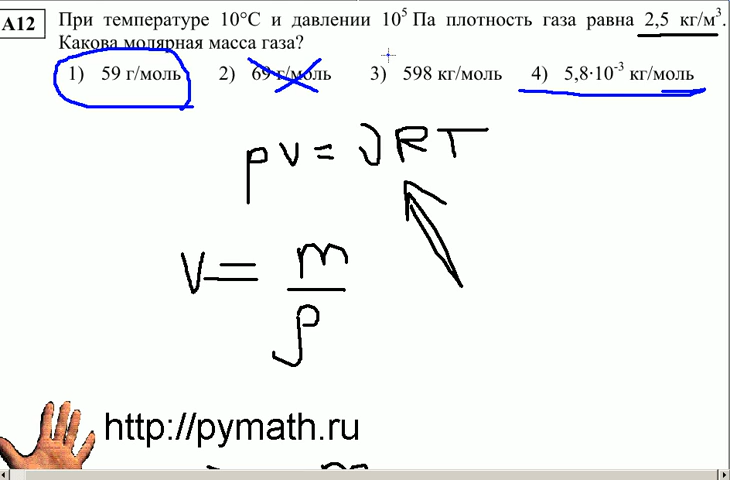 А12
При температуре 10°С и давлении 10⁵ Па плотность газа равна 2,5 кг/м³.
Какова молярная масса газа?
1) 59 г/моль 2) 69 г/моль 3) 598 кг/моль 4) 5,8·10⁻³ кг/моль
pV = νRT
V = m/ρ
http://pymath.ru